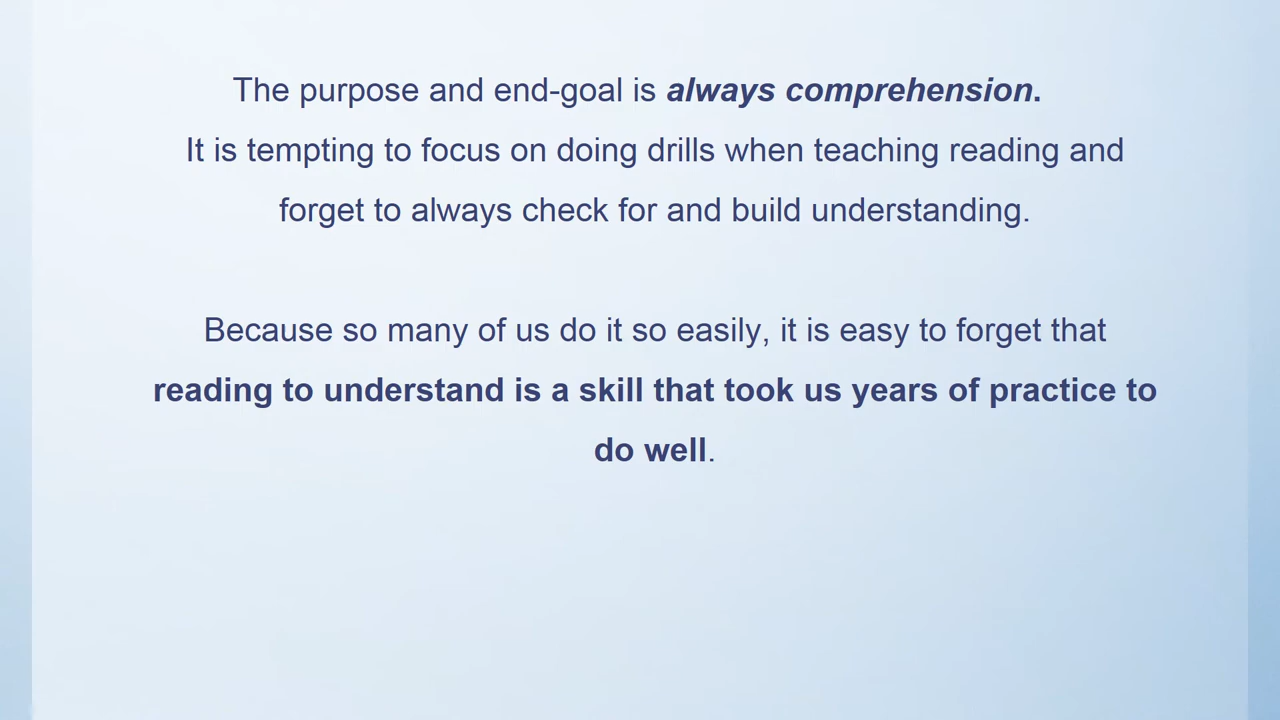 The purpose and end-goal is always comprehension.
It is tempting to focus on doing drills when teaching reading and
forget to always check for and build understanding.
Because so many of us do it so easily, it is easy to forget that
reading to understand is a skill that took us years of practice to
do well.